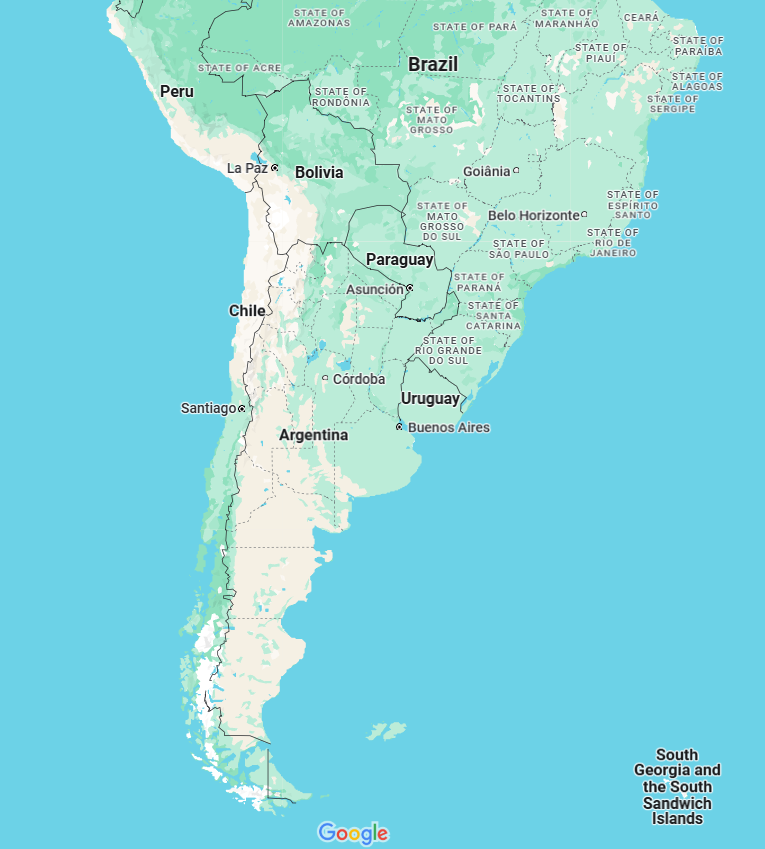 STATE OF
AMAZONAS
STATE OF PARÁ
STATE OF
MARANHÃO
CEARÁ
STATE OF
PARAÍBA
STATE OF
PIAUÍ
Brazil
STATE OF ACRE
STATE OF
ALAGOAS
Peru
STATE OF
RONDÔNIA
STATE OF
TOCANTINS
STATE OF
SERGIPE
STATE OF
MATO
GROSSO
La Paz
Bolivia
Goiânia
STATE OF
MATO
GROSSO
DO SUL
Belo Horizonte
STATE OF
ESPÍRITO
SANTO
STATE OF
RIO DE
JANEIRO
STATE OF
SÃO PAULO
Paraguay
STATE OF
PARANÁ
Asunción
Chile
STATE OF
SANTA
CATARINA
STATE OF
RIO GRANDE
DO SUL
Córdoba
Santiago
Uruguay
Buenos Aires
Argentina
South
Georgia and
the South
Sandwich
Islands
Google